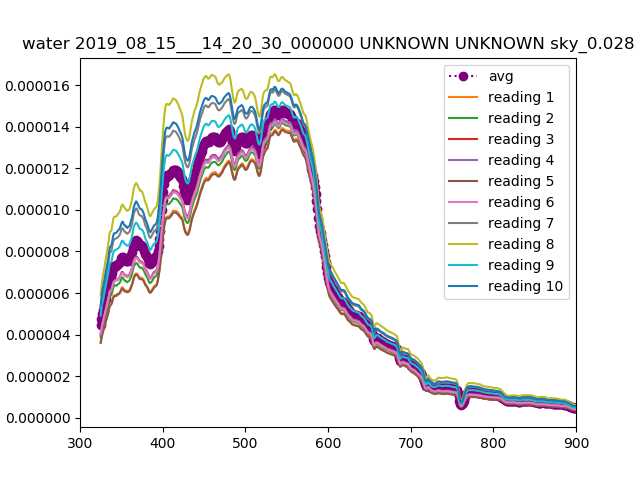 water 2019_08_15___14_20_30_000000 UNKNOWN UNKNOWN sky_0.028
0.000016
0.000014
0.000012
0.000010
0.000008
0.000006
0.000004
0.000002
0.000000
300 400 500 600 700 800 900
avg
reading 1
reading 2
reading 3
reading 4
reading 5
reading 6
reading 7
reading 8
reading 9
reading 10